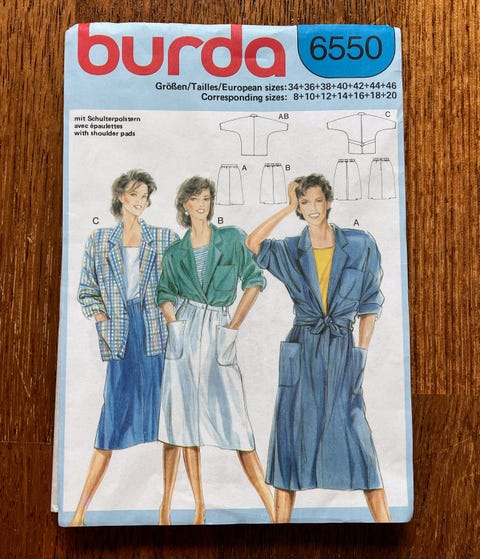 burda
6550
Größen/Tailles/European sizes: 34+36+38+40+42+44+46
Corresponding sizes: 8+10+12+14+16+18+20
mit Schulterpolstern
avec épaulettes
with shoulder pads
AB
C
A
B
C
B
A